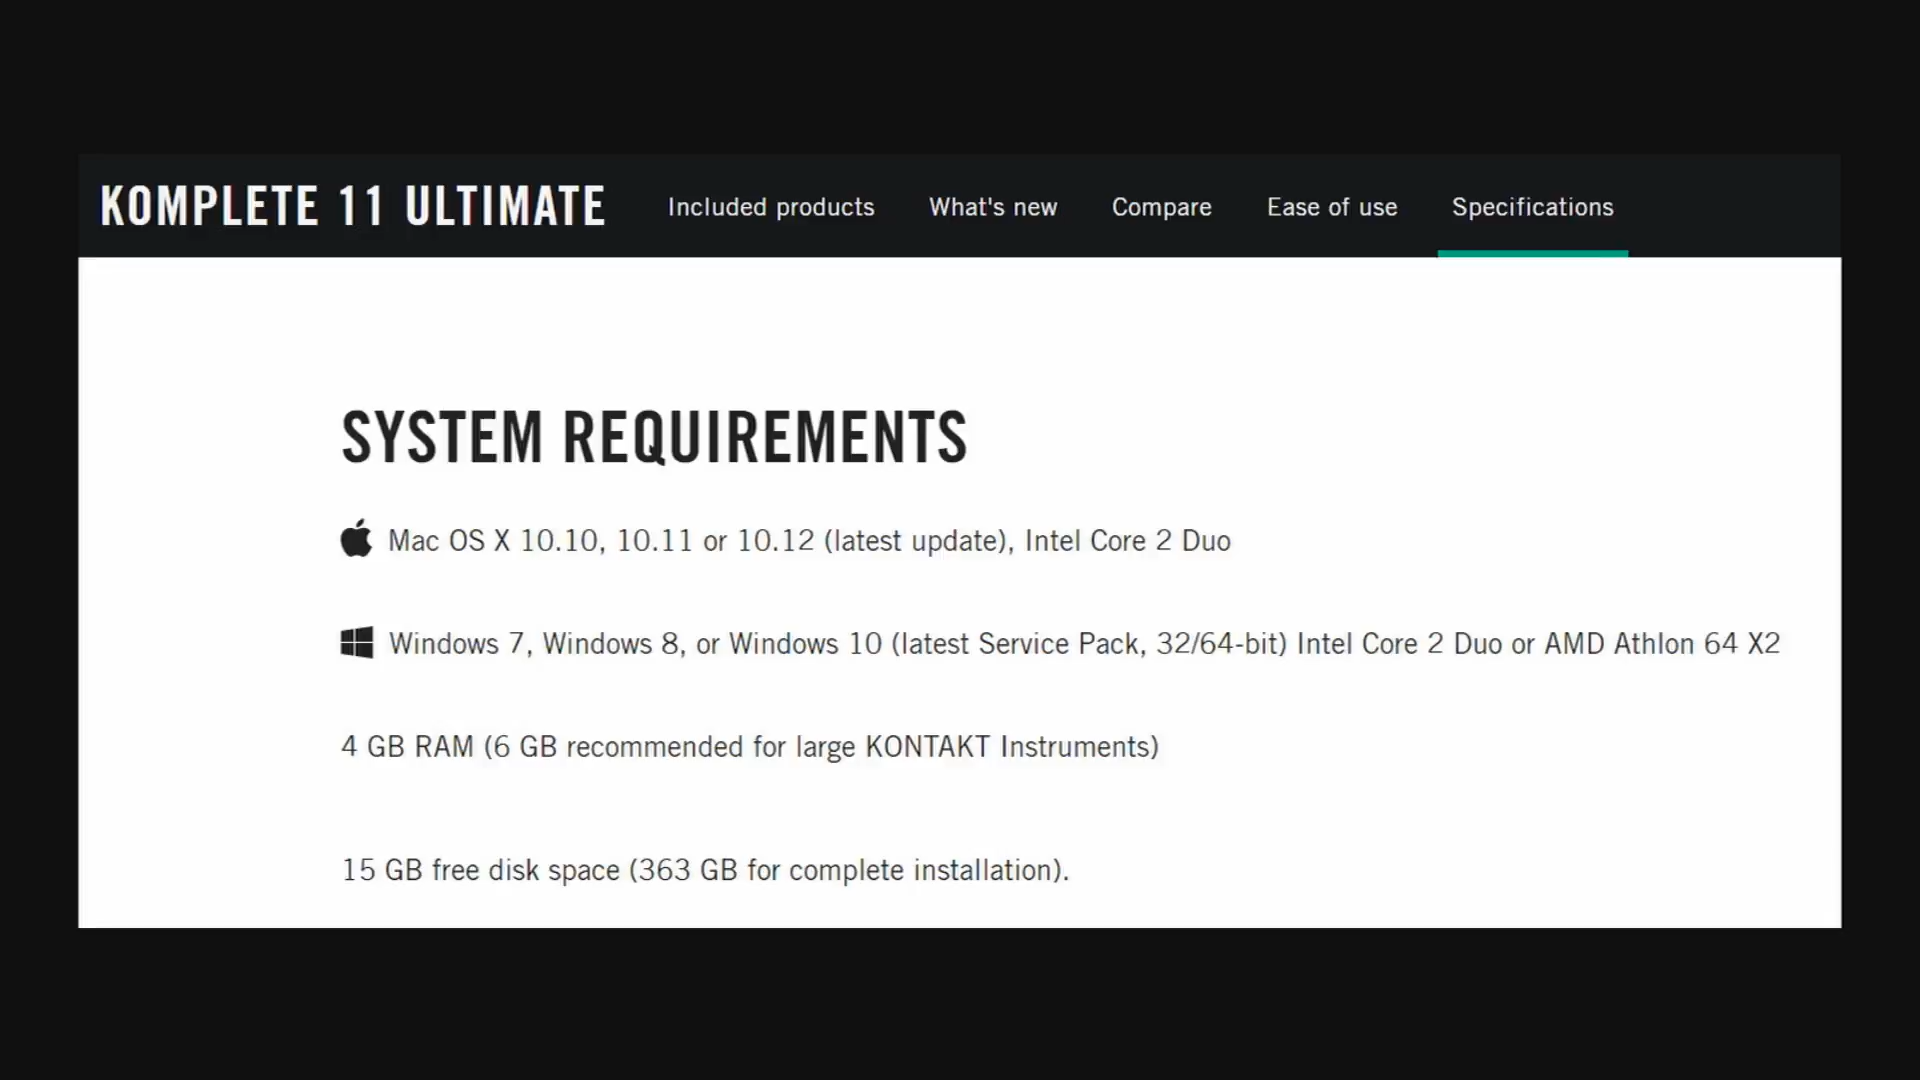 KOMPLETE 11 ULTIMATE Included products What's new Compare Ease of use Specifications
SYSTEM REQUIREMENTS
Mac OS X 10.10, 10.11 or 10.12 (latest update), Intel Core 2 Duo
Windows 7, Windows 8, or Windows 10 (latest Service Pack, 32/64-bit) Intel Core 2 Duo or AMD Athlon 64 X2
4 GB RAM (6 GB recommended for large KONTAKT Instruments)
15 GB free disk space (363 GB for complete installation).